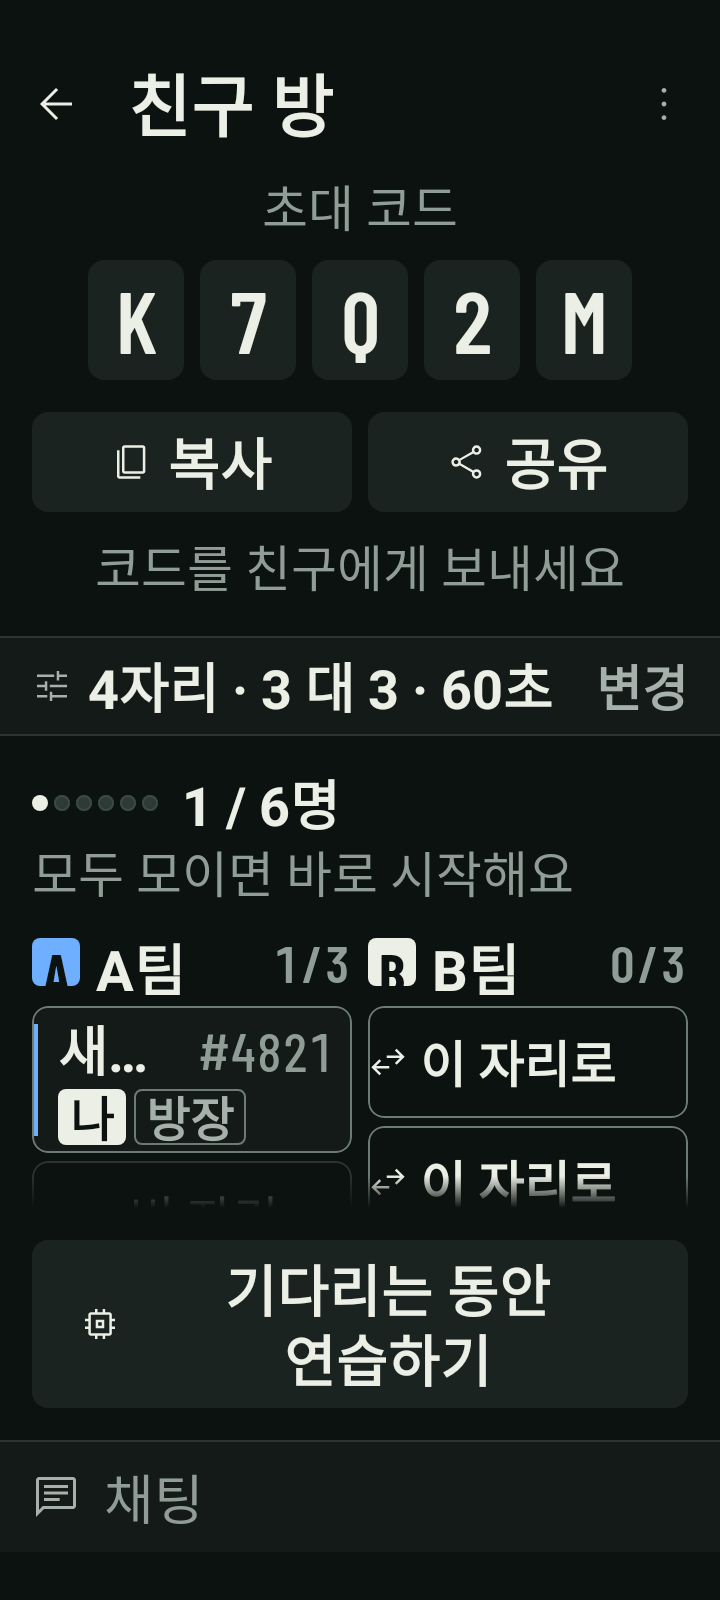 친구 방
초대 코드
K 7 Q 2 M
복사 공유
코드를 친구에게 보내세요
4자리 · 3 대 3 · 60초 변경
1 / 6명
모두 모이면 바로 시작해요
A A팀 1/3 B B팀 0/3
새… #4821 이 자리로
나 방장
이 자리로
기다리는 동안
연습하기
채팅